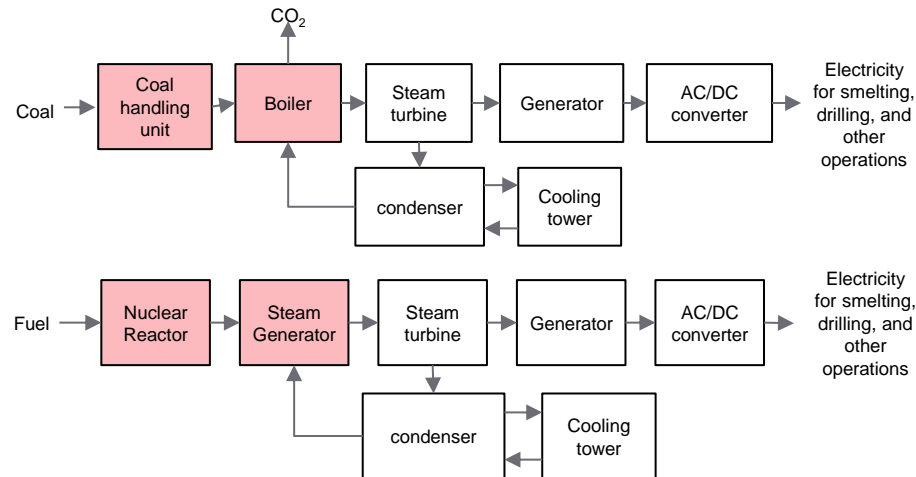 CO2
Coal
Coal
handling
unit
Boiler
Steam
turbine
Generator
AC/DC
converter
Electricity
for smelting,
drilling, and
other
operations
condenser
Cooling
tower
Fuel
Nuclear
Reactor
Steam
Generator
Steam
turbine
Generator
AC/DC
converter
Electricity
for smelting,
drilling, and
other
operations
condenser
Cooling
tower